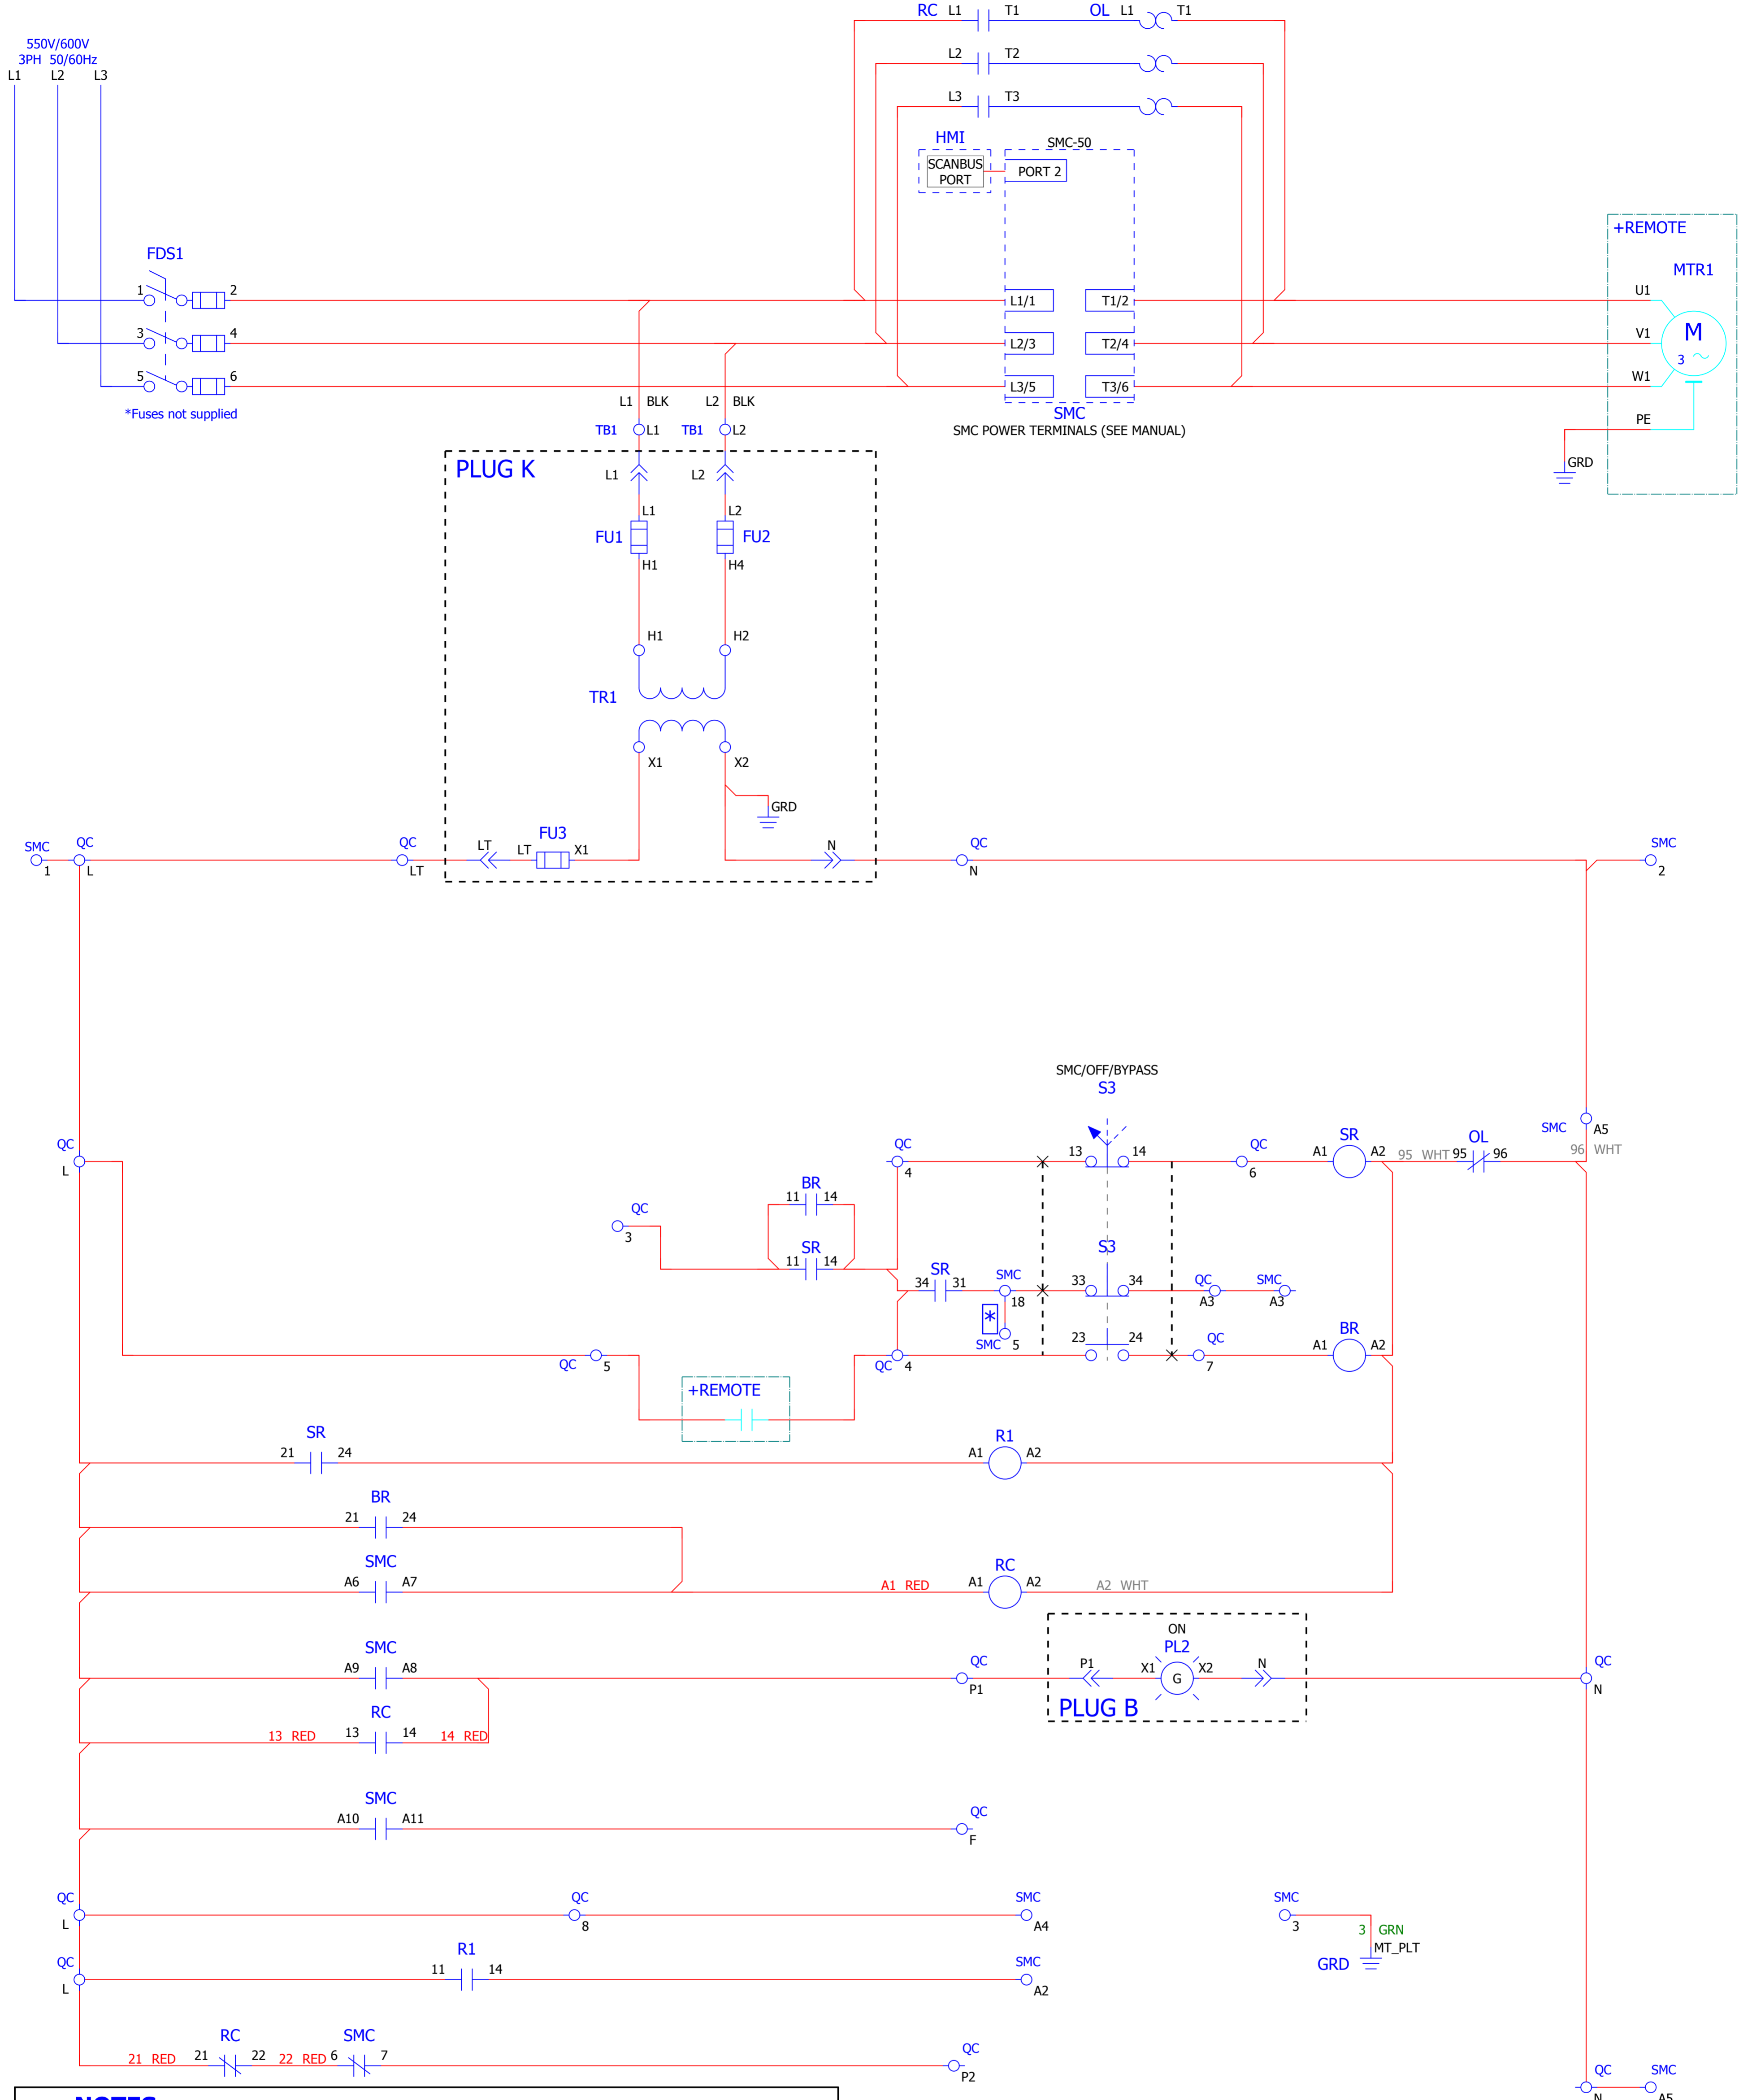 RC L1 T1 OL L1 T1
550V/600V
3PH 50/60Hz
L1 L2 L3
L2 T2
L3 T3
HMI
SMC-50
SCANBUS
PORT
PORT 2
+REMOTE
MTR1
FDS1
1 2
L1/1 T1/2
U1
3 4
L2/3 T2/4
V1
M
3
5 6
L3/5 T3/6
W1
*Fuses not supplied
L1 BLK L2 BLK
SMC
SMC POWER TERMINALS (SEE MANUAL)
PE
TB1 L1 TB1 L2
GRD
PLUG K
L1 L2
L1 L2
FU1 FU2
H1 H4
H1 H2
TR1
X1 X2
GRD
FU3
SMC QC QC LT LT X1 N QC SMC
1 L LT N 2
SMC/OFF/BYPASS
S3
SMC A5
QC QC 13 14 QC SR OL
A1 A2 95 WHT 95 96 96 WHT
L 4 6
BR
11 14
QC
3
SR
11 14
S3
SR
34 31 SMC 33 34 QC SMC
18 A3 A3
*
SMC 5
23 24 QC BR
A1 A2
QC 5 QC 4 7
+REMOTE
SR
21 24
R1
A1 A2
BR
21 24
SMC
A6 A7
RC
A1 RED A1 A2 A2 WHT
ON
PL2
SMC
A9 A8
QC P1 X1 G X2 N QC
P1 N
PLUG B
RC
13 RED 13 14 14 RED
SMC
A10 A11
QC
F
QC QC SMC SMC
L 8 A4 3
3 GRN
MT_PLT
GRD
QC R1 SMC
11 14
L A2
RC SMC
21 RED 21 22 22 RED 6 7
QC
P2
QC SMC
N A5
NOTES